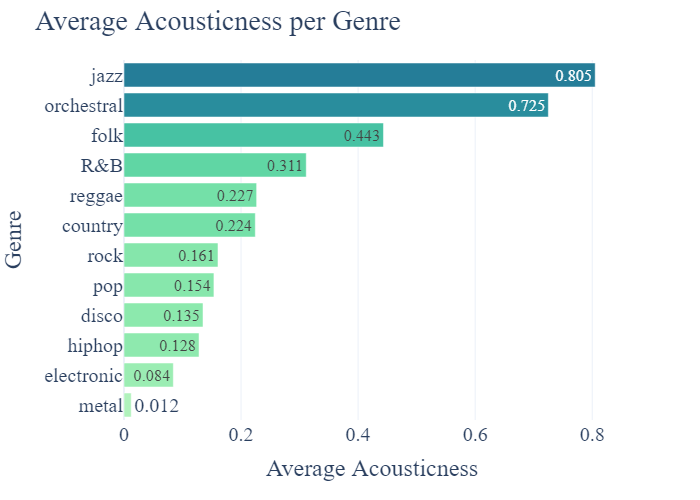 Average Acousticness per Genre
Genre
jazz 0.805
orchestral 0.725
folk 0.443
R&B 0.311
reggae 0.227
country 0.224
rock 0.161
pop 0.154
disco 0.135
hiphop 0.128
electronic 0.084
metal 0.012
0 0.2 0.4 0.6 0.8
Average Acousticness